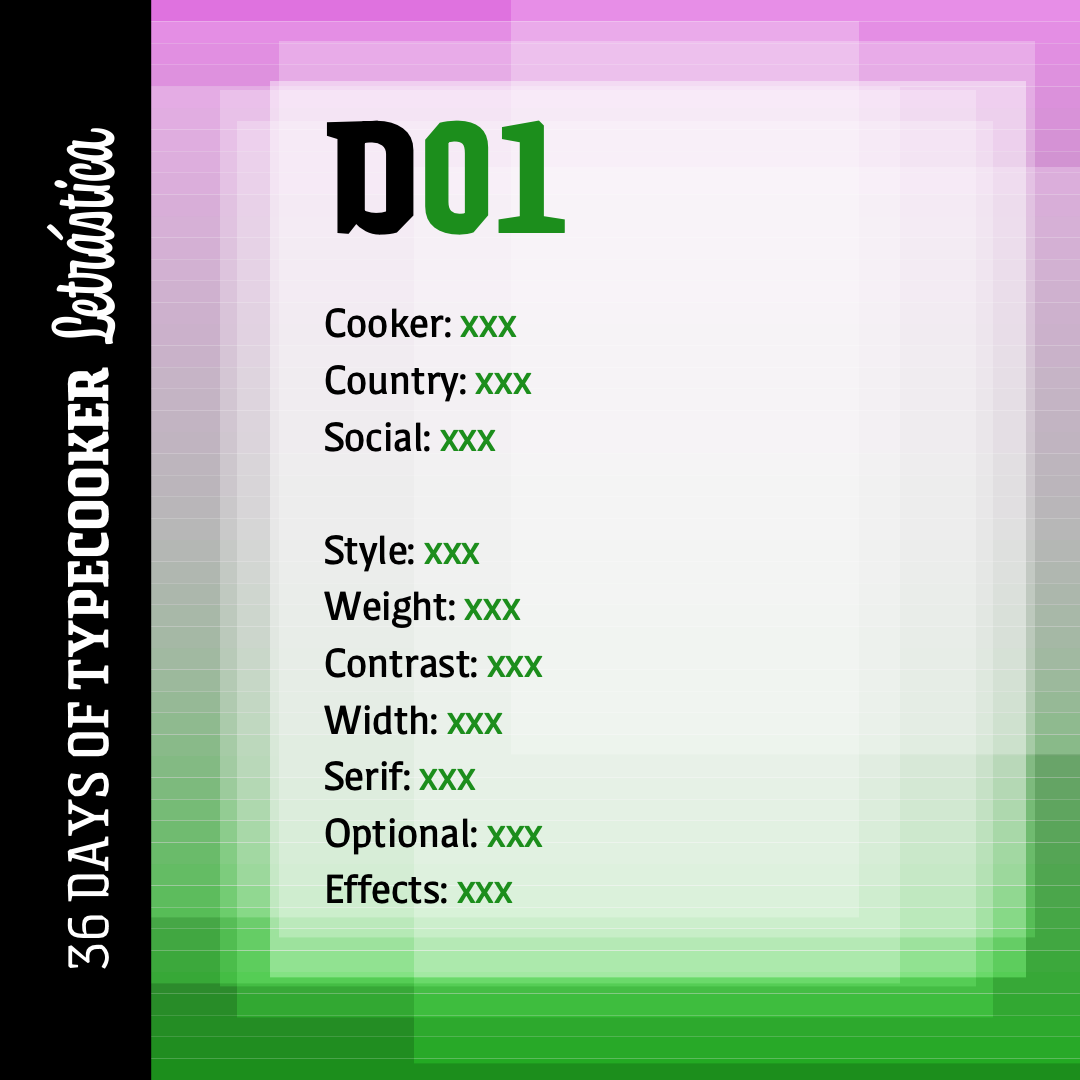 36 DAYS OF TYPECOOKER Letrástica
D01
Cooker: xxx
Country: xxx
Social: xxx
Style: xxx
Weight: xxx
Contrast: xxx
Width: xxx
Serif: xxx
Optional: xxx
Effects: xxx